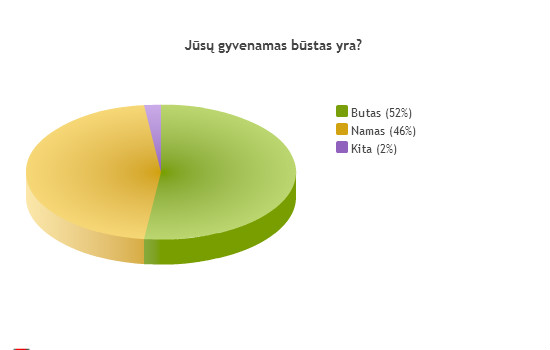 Jūsų gyvenamas būstas yra?
Butas (52%)
Namas (46%)
Kita (2%)